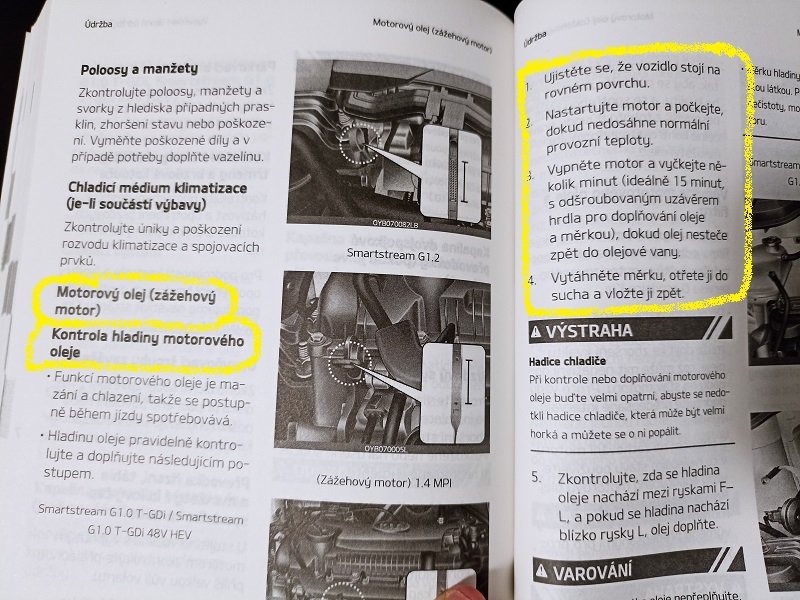 Údržba
Motorový olej (zážehový motor)
Poloosy a manžety
Zkontrolujte poloosy, manžety a
svorky z hlediska případných pras-
klin, zhoršení stavu nebo poškoze-
ní. Vyměňte poškozené díly a v
případě potřeby doplňte vazelinu.
Chladicí médium klimatizace
(je-li součástí výbavy)
Zkontrolujte úniky a poškození
rozvodu klimatizace a spojovacích
prvků.
Motorový olej (zážehový
motor)
Kontrola hladiny motorového
oleje
• Funkcí motorového oleje je ma-
zání a chlazení, takže se postup-
ně během jízdy spotřebovává.
• Hladinu oleje pravidelně kontro-
lujte a doplňujte následujícím po-
stupem.
Smartstream G1.0 T-GDi / Smartstream
G1.0 T-GDi 48V HEV
GYB070082LB
Smartstream G1.2
GYB070005L
(Zážehový motor) 1.4 MPI
Údržba
1. Ujistěte se, že vozidlo stojí na
rovném povrchu.
2. Nastartujte motor a počkejte,
dokud nedosáhne normální
provozní teploty.
3. Vypněte motor a vyčkejte ně-
kolik minut (ideálně 15 minut,
s odšroubovaným uzávěrem
hrdla pro doplňování oleje
a měrkou), dokud olej nesteče
zpět do olejové vany.
4. Vytáhněte měrku, otřete ji do
sucha a vložte ji zpět.
VÝSTRAHA
Hadice chladiče
Při kontrole nebo doplňování motorového
oleje buďte velmi opatrní, abyste se nedo-
tkli hadice chladiče, která může být velmi
horká a můžete se o ni popálit.
5. Zkontrolujte, zda se hladina
oleje nachází mezi ryskami F–
L, a pokud se hladina nachází
blízko rysky L, olej doplňte.
VAROVÁNÍ
oleje nepřeplňujte.
hladiny
látkou.
Smartstream